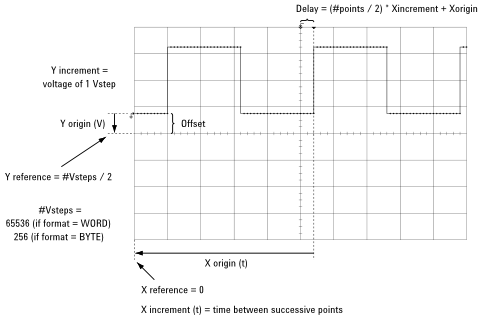 Delay = (#points / 2) * Xincrement + Xorigin
Y increment =
voltage of 1 Vstep
Y origin (V)
Offset
Y reference = #Vsteps / 2
#Vsteps =
65536 (if format = WORD)
256 (if format = BYTE)
X origin (t)
X reference = 0
X increment (t) = time between successive points